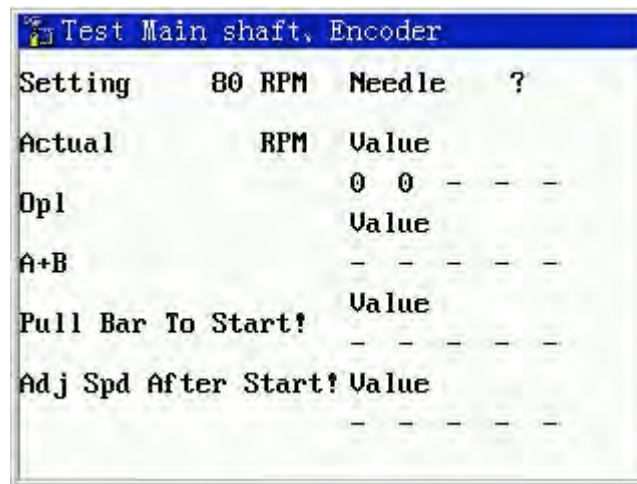 Test Main shaft、Encoder
Setting 80 RPM Needle ?
Actual RPM Value
0 0 - - -
Opl
Value
A+B
- - - - -
Value
Pull Bar To Start!
- - - - -
Adj Spd After Start! Value
- - - - -